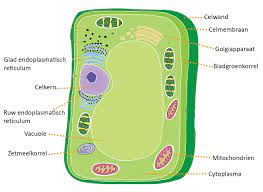 Celwand
Celmembraan
Golgiapparaat
Bladgroenkorrel
Glad endoplasmatisch
reticulum
Celkern
Ruw endoplasmatisch
reticulum
Vacuole
Zetmeelkorrel
Mitochondriën
Cytoplasma